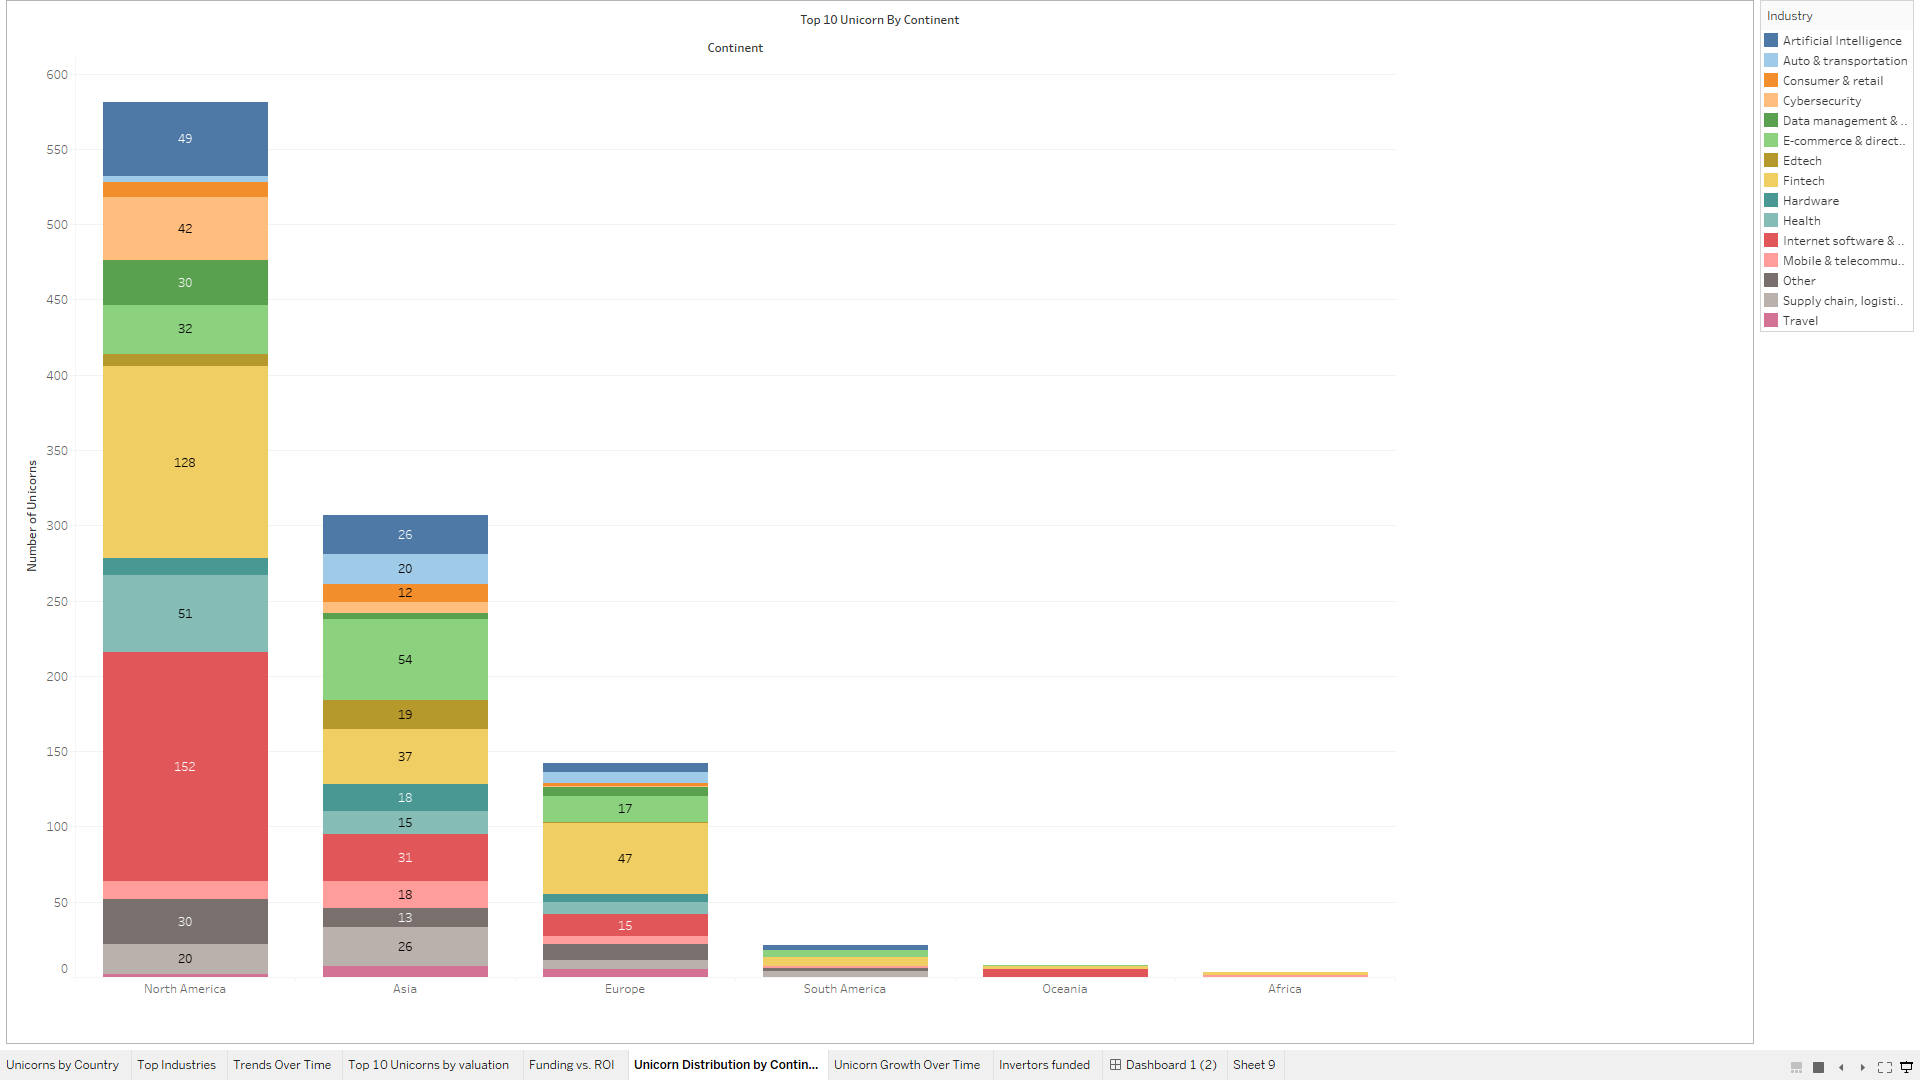 Top 10 Unicorn By Continent
Continent
Number of Unicorns
600
550
500
450
400
350
300
250
200
150
100
50
0
49
42
30
32
128
51
152
30
20
26
20
12
54
19
37
18
15
31
18
13
26
17
47
15
North America
Asia
Europe
South America
Oceania
Africa
Industry
Artificial Intelligence
Auto & transportation
Consumer & retail
Cybersecurity
Data management & ..
E-commerce & direct..
Edtech
Fintech
Hardware
Health
Internet software & ..
Mobile & telecommu..
Other
Supply chain, logisti..
Travel
Unicorns by Country
Top Industries
Trends Over Time
Top 10 Unicorns by valuation
Funding vs. ROI
Unicorn Distribution by Contin...
Unicorn Growth Over Time
Invertors funded
Dashboard 1 (2)
Sheet 9